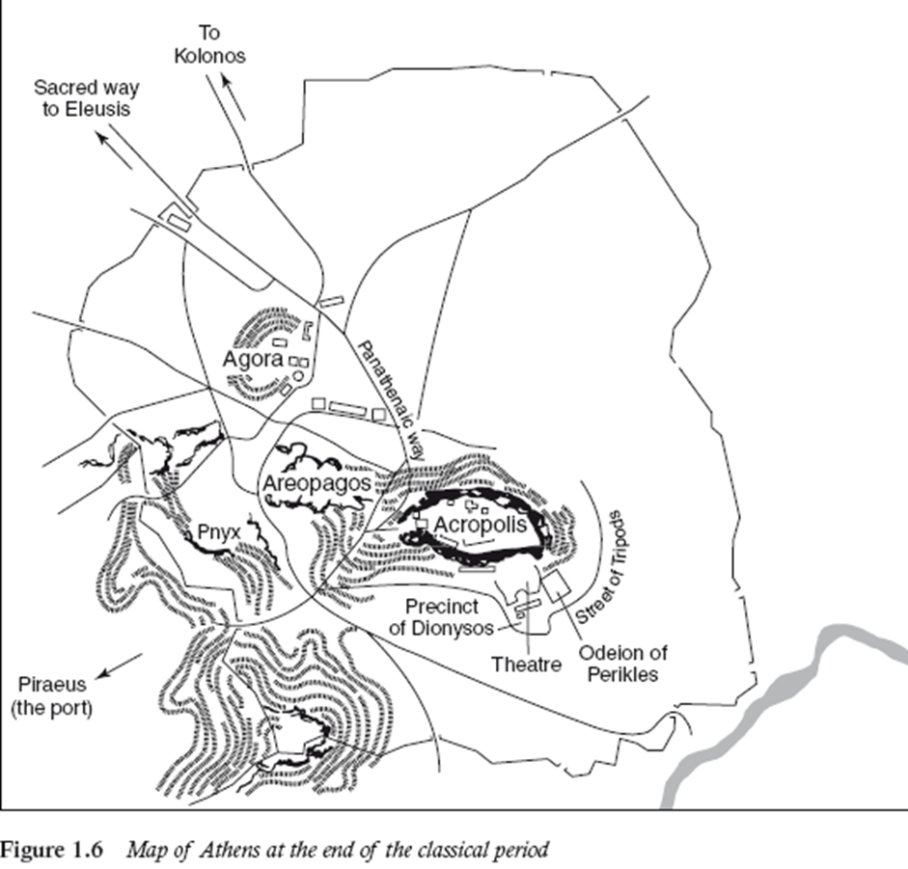 To
Kolonos
Sacred way
to Eleusis
Agora
Panathenaic way
Areopagos
Acropolis
Pnyx
Street of Tripods
Precinct
of Dionysos
Theatre
Odeion of
Perikles
Piraeus
(the port)
Figure 1.6 Map of Athens at the end of the classical period